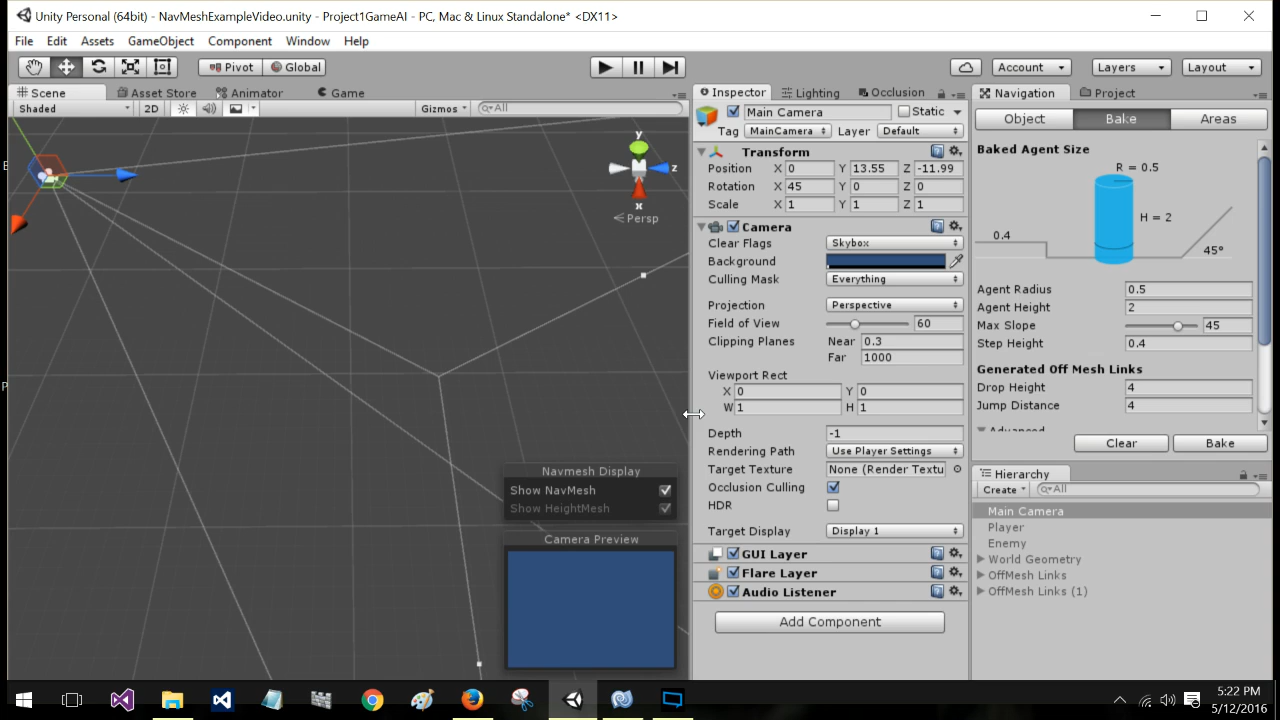 Unity Personal (64bit) - NavMeshExampleVideo.unity - Project1GameAI - PC, Mac & Linux Standalone* <DX11>
File Edit Assets GameObject Component Window Help
Pivot Global Account Layers Layout
Scene Asset Store Animator Game
Shaded 2D Gizmos All
y
z
x
Persp
Navmesh Display
Show NavMesh
Show HeightMesh
Camera Preview
Inspector Lighting Occlusion
Main Camera Static
Tag MainCamera Layer Default
Transform
Position X 0 Y 13.55 Z -11.99
Rotation X 45 Y 0 Z 0
Scale X 1 Y 1 Z 1
Camera
Clear Flags Skybox
Background
Culling Mask Everything
Projection Perspective
Field of View 60
Clipping Planes Near 0.3
Far 1000
Viewport Rect
X 0 Y 0
W 1 H 1
Depth -1
Rendering Path Use Player Settings
Target Texture None (Render Textu
Occlusion Culling
HDR
Target Display Display 1
GUI Layer
Flare Layer
Audio Listener
Add Component
Navigation Project
Object Bake Areas
Baked Agent Size
R = 0.5
H = 2
0.4
45°
Agent Radius 0.5
Agent Height 2
Max Slope 45
Step Height 0.4
Generated Off Mesh Links
Drop Height 4
Jump Distance 4
Advanced
Clear Bake
Hierarchy
Create All
Main Camera
Player
Enemy
World Geometry
OffMesh Links
OffMesh Links (1)
5:22 PM
5/12/2016